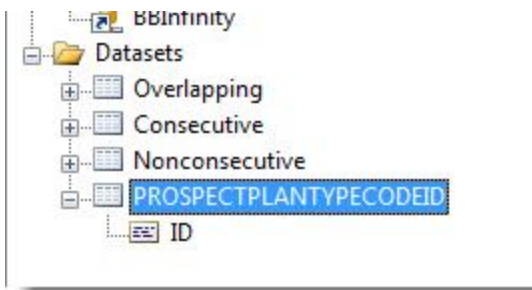 BBInfinity
Datasets
Overlapping
Consecutive
Nonconsecutive
PROSPECTPLANTYPECODEID
ID